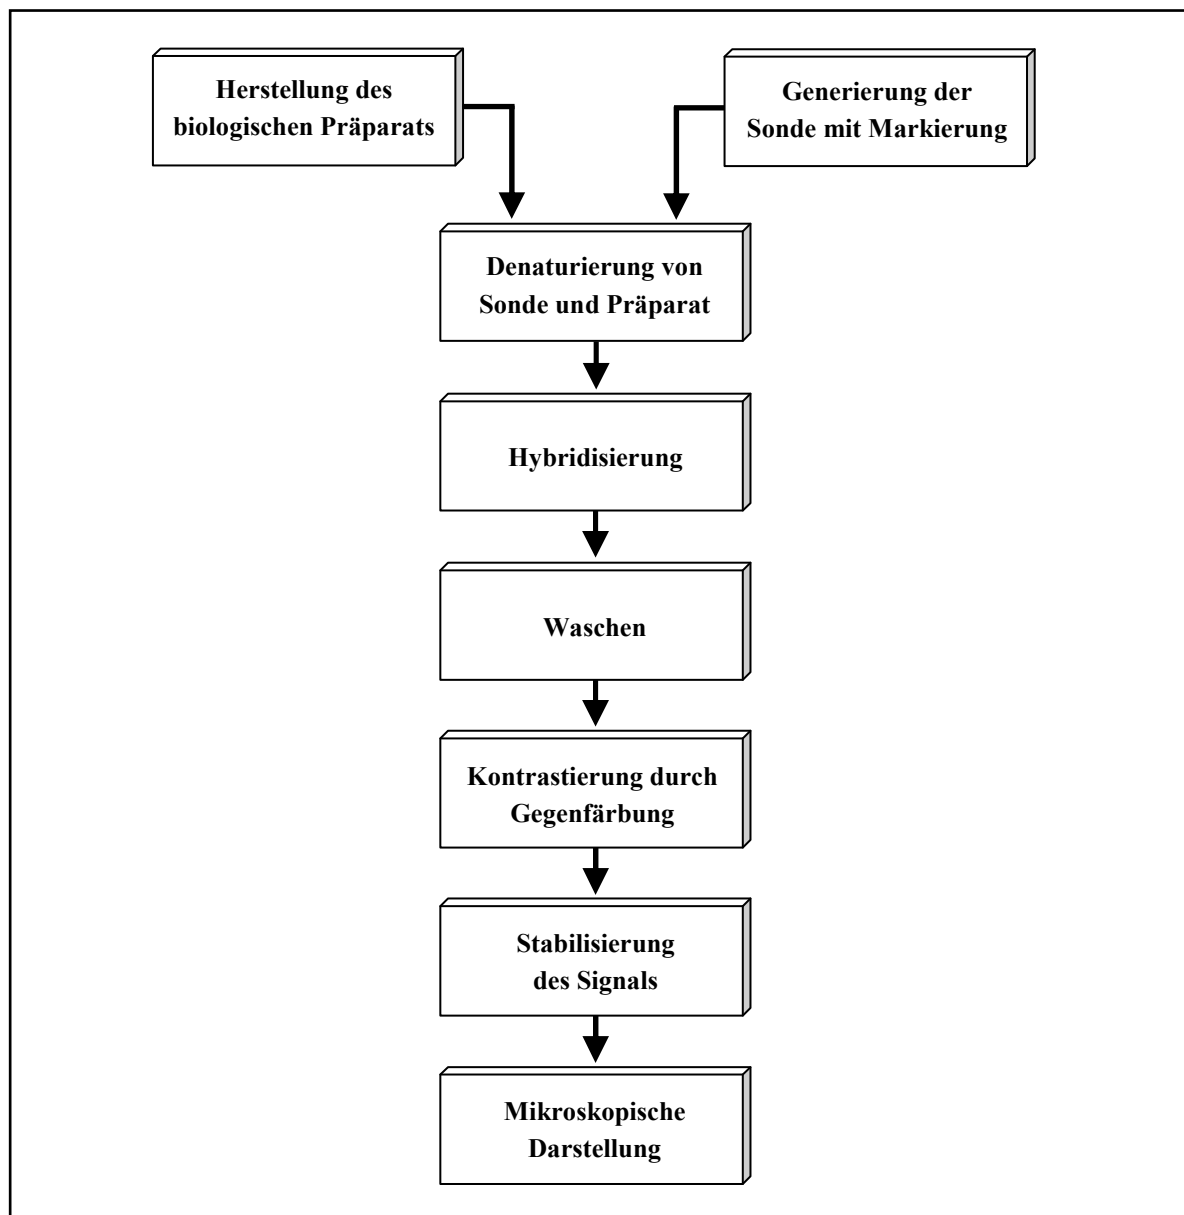 Herstellung des
biologischen Präparats
Generierung der
Sonde mit Markierung
Denaturierung von
Sonde und Präparat
Hybridisierung
Waschen
Kontrastierung durch
Gegenfärbung
Stabilisierung
des Signals
Mikroskopische
Darstellung